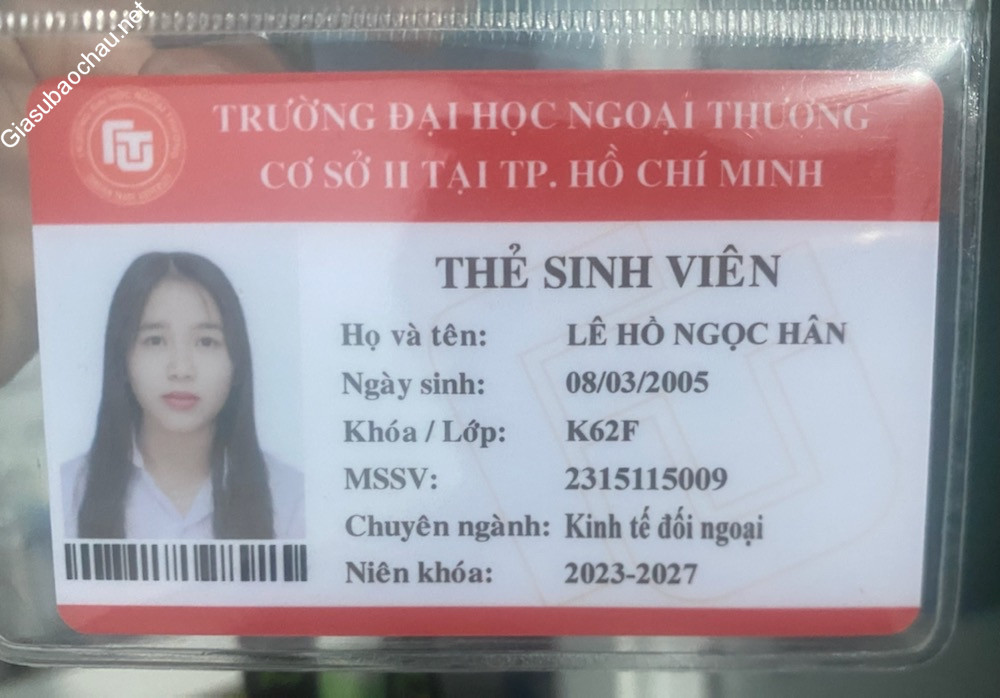 Giasubaochau.net
TRƯỜNG ĐẠI HỌC NGOẠI THƯƠNG
CƠ SỞ II TẠI TP. HỒ CHÍ MINH
THẺ SINH VIÊN
Họ và tên: LÊ HỒ NGỌC HÂN
Ngày sinh: 08/03/2005
Khóa / Lớp: K62F
MSSV: 2315115009
Chuyên ngành: Kinh tế đối ngoại
Niên khóa: 2023-2027